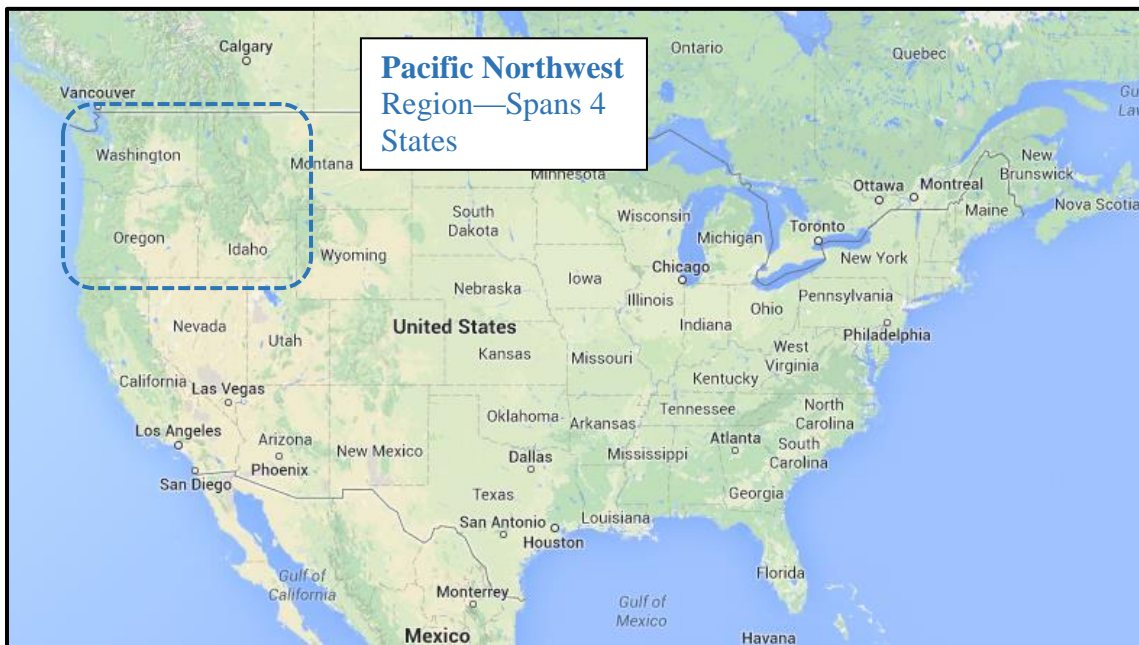 Calgary
Ontario
Quebec
Pacific Northwest
Region—Spans 4
States
Vancouver
Gu
Law
Washington
Montana
Minnesota
New
Brunswick
Ottawa
Montreal
Nova Scotia
Maine
South
Dakota
Wisconsin
Michigan
Toronto
Oregon
Idaho
Wyoming
New York
Chicago
Iowa
Nebraska
Illinois
Ohio
Pennsylvania
Indiana
Nevada
United States
Philadelphia
Utah
Kansas
Missouri
West
Virginia
California
Las Vegas
Kentucky
Oklahoma
Arkansas
Tennessee
North
Carolina
Los Angeles
Arizona
New Mexico
Atlanta
South
Carolina
Phoenix
Dallas
Mississippi
San Diego
Texas
Georgia
San Antonio
Louisiana
Houston
Gulf of
California
Florida
Monterrey
Gulf of
Mexico
Mexico
Havana